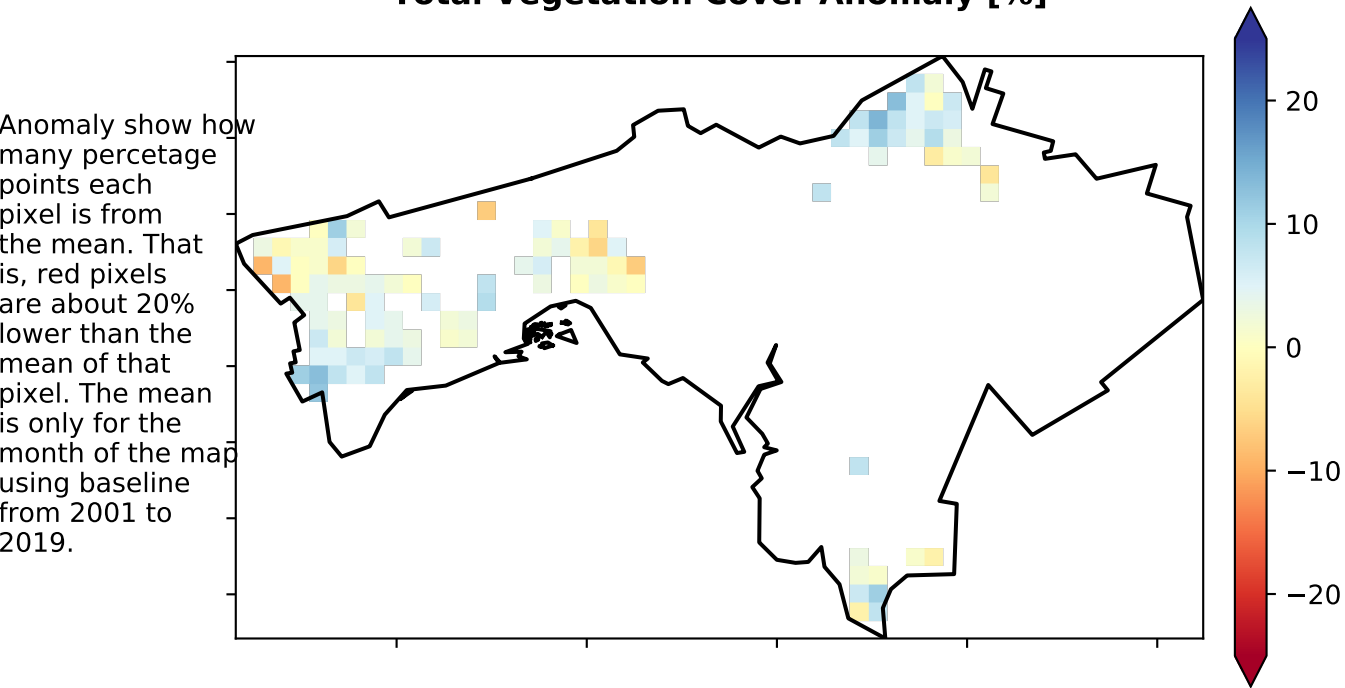 Total Vegetation Cover Anomaly [%]
Anomaly show how
many percetage
points each
pixel is from
the mean. That
is, red pixels
are about 20%
lower than the
mean of that
pixel. The mean
is only for the
month of the map
using baseline
from 2001 to
2019.
20
10
0
−10
−20